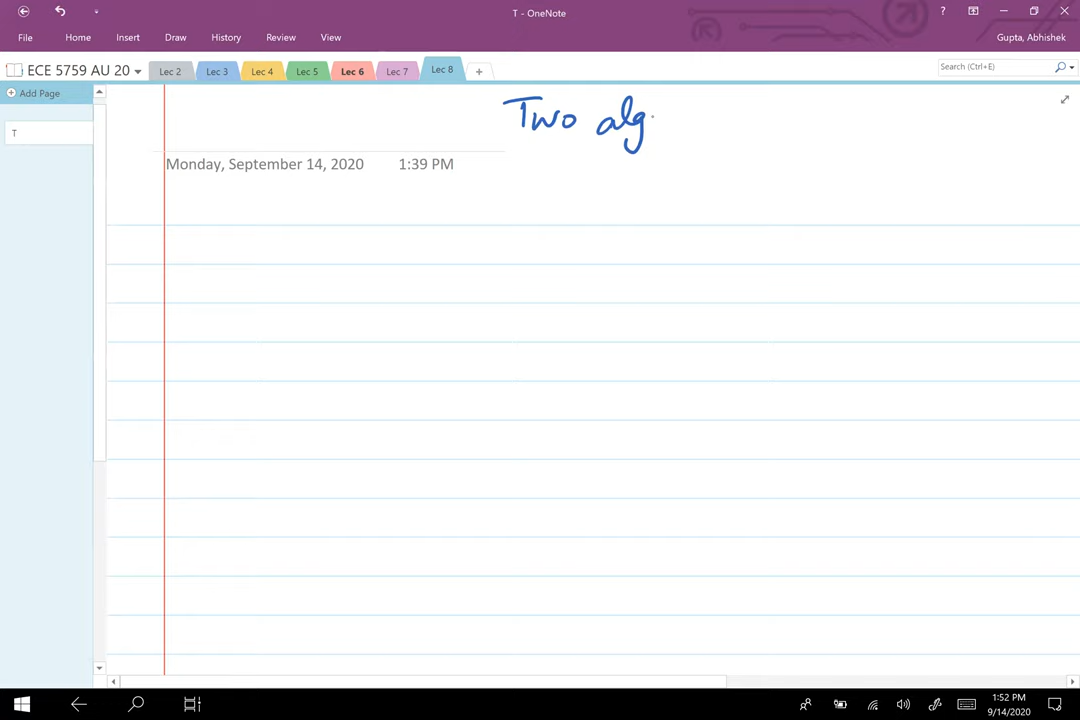 T - OneNote
?
File Home Insert Draw History Review View
Gupta, Abhishek
ECE 5759 AU 20
Lec 2 Lec 3 Lec 4 Lec 5 Lec 6 Lec 7 Lec 8 +
Search (Ctrl+E)
Add Page
T
Two alg
Monday, September 14, 2020 1:39 PM
1:52 PM
9/14/2020